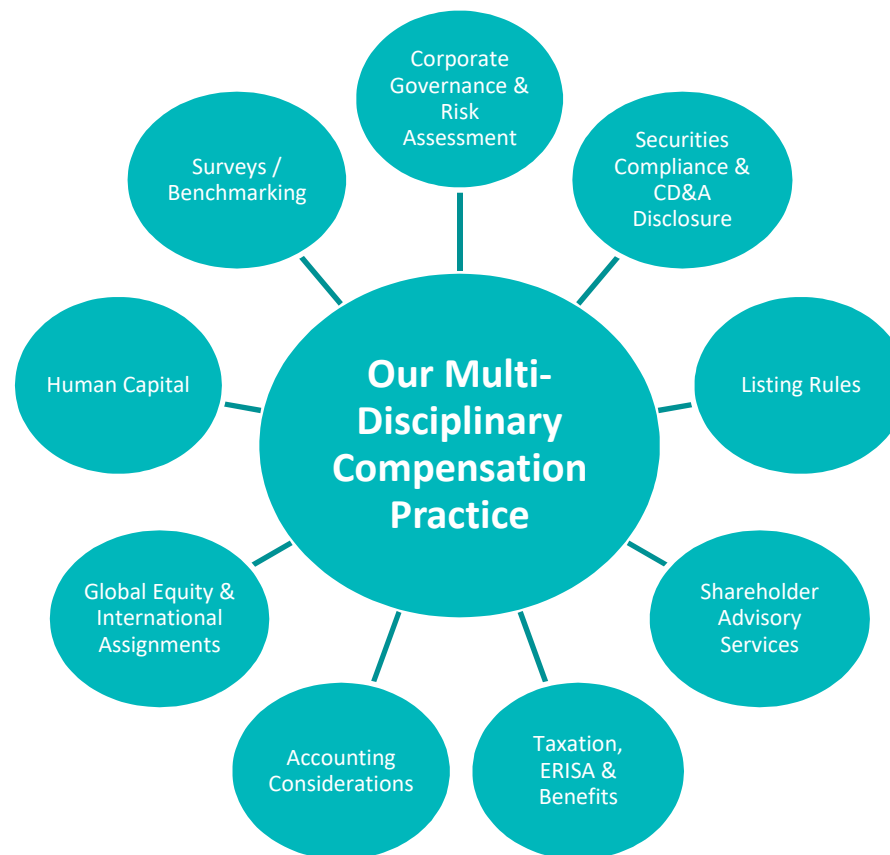 Corporate
Governance &
Risk
Assessment
Securities
Compliance &
CD&A
Disclosure
Listing Rules
Shareholder
Advisory
Services
Taxation,
ERISA &
Benefits
Accounting
Considerations
Global Equity &
International
Assignments
Human Capital
Surveys /
Benchmarking
Our Multi-
Disciplinary
Compensation
Practice